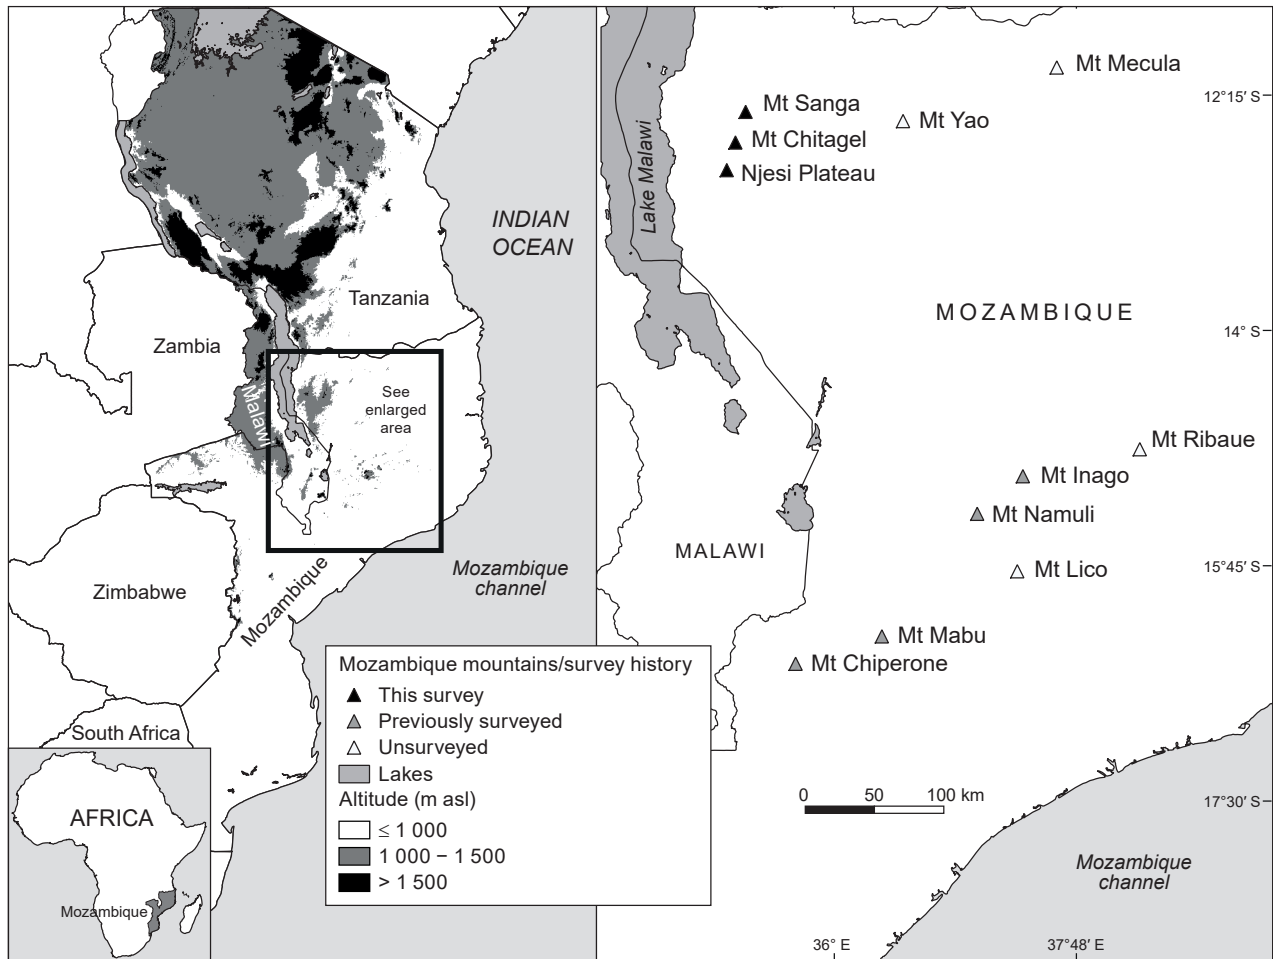 INDIAN
OCEAN
Tanzania
Zambia
Malawi
See
enlarged
area
Zimbabwe
Mozambique
Mozambique
channel
South Africa
AFRICA
Mozambique
Mozambique mountains/survey history
This survey
Previously surveyed
Unsurveyed
Lakes
Altitude (m asl)
≤ 1 000
1 000 – 1 500
> 1 500
Mt Mecula
12°15′ S
Mt Sanga
Mt Yao
Mt Chitagel
Njesi Plateau
Lake Malawi
MOZAMBIQUE
14° S
Mt Ribaue
Mt Inago
Mt Namuli
MALAWI
Mt Lico
15°45′ S
Mt Mabu
Mt Chiperone
0 50 100 km
17°30′ S
Mozambique
channel
36° E
37°48′ E